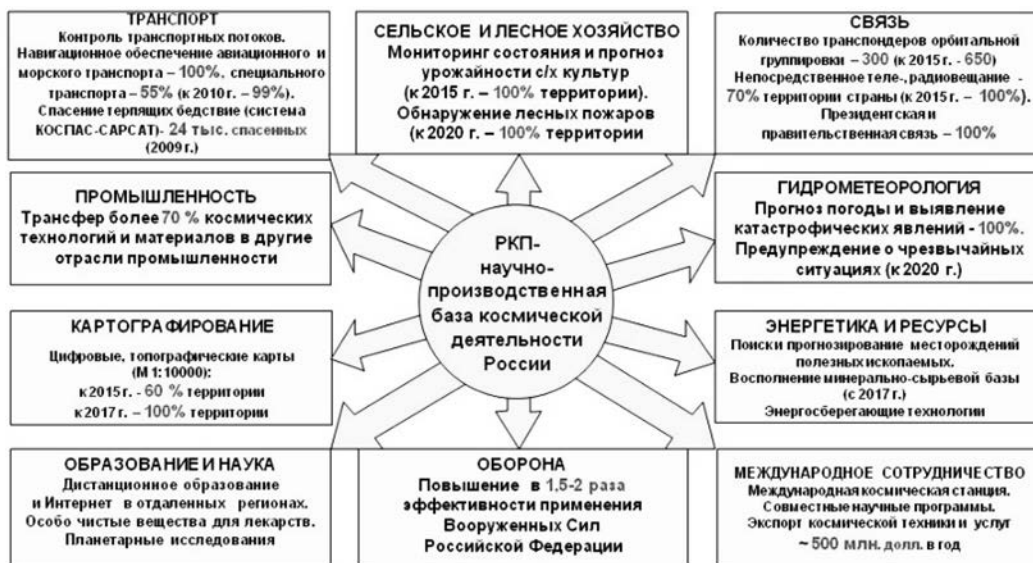 ТРАНСПОРТ
Контроль транспортных потоков.
Навигационное обеспечение авиационного и
морского транспорта – 100%. специального
транспорта – 55% (к 2010г. – 99%).
Спасение терпящих бедствие (система
КОСПАС-САРСАТ)- 24 тыс. спасенных
(2009 г.)
СЕЛЬСКОЕ И ЛЕСНОЕ ХОЗЯЙСТВО
Мониторинг состояния и прогноз
урожайности с/х культур
(к 2015 г. – 100% территории).
Обнаружение лесных пожаров
(к 2020 г. – 100% территории
СВЯЗЬ
Количество транспондеров орбитальной
группировки – 300 (к 2015 г. - 650)
Непосредственное теле-, радиовещание -
70% территории страны (к 2015 г. – 100%).
Президентская и
правительственная связь – 100%
ПРОМЫШЛЕННОСТЬ
Трансфер более 70 % космических
технологий и материалов в другие
отрасли промышленности
РКП-
научно-
производственная
база космической
деятельности
России
ГИДРОМЕТЕОРОЛОГИЯ
Прогноз погоды и выявление
катастрофических явлений - 100%.
Предупреждение о чрезвычайных
ситуациях (к 2020 г.)
КАРТОГРАФИРОВАНИЕ
Цифровые, топографические карты
(М 1:10000):
к 2015 г. - 60 % территории
к 2017 г. – 100% территории
ЭНЕРГЕТИКА И РЕСУРСЫ
Поиски прогнозирование месторождений
полезных ископаемых.
Восполнение минерально-сырьевой базы
(с 2017 г.)
Энергосберегающие технологии
ОБРАЗОВАНИЕ И НАУКА
Дистанционное образование
и Интернет в отдаленных регионах.
Особо чистые вещества для лекарств.
Планетарные исследования
ОБОРОНА
Повышение в 1,5-2 раза
эффективности применения
Вооруженных Сил
Российской Федерации
МЕЖДУНАРОДНОЕ СОТРУДНИЧЕСТВО
Международная космическая станция.
Совместные научные программы.
Экспорт космической техники и услуг
~ 500 млн. долл. в год